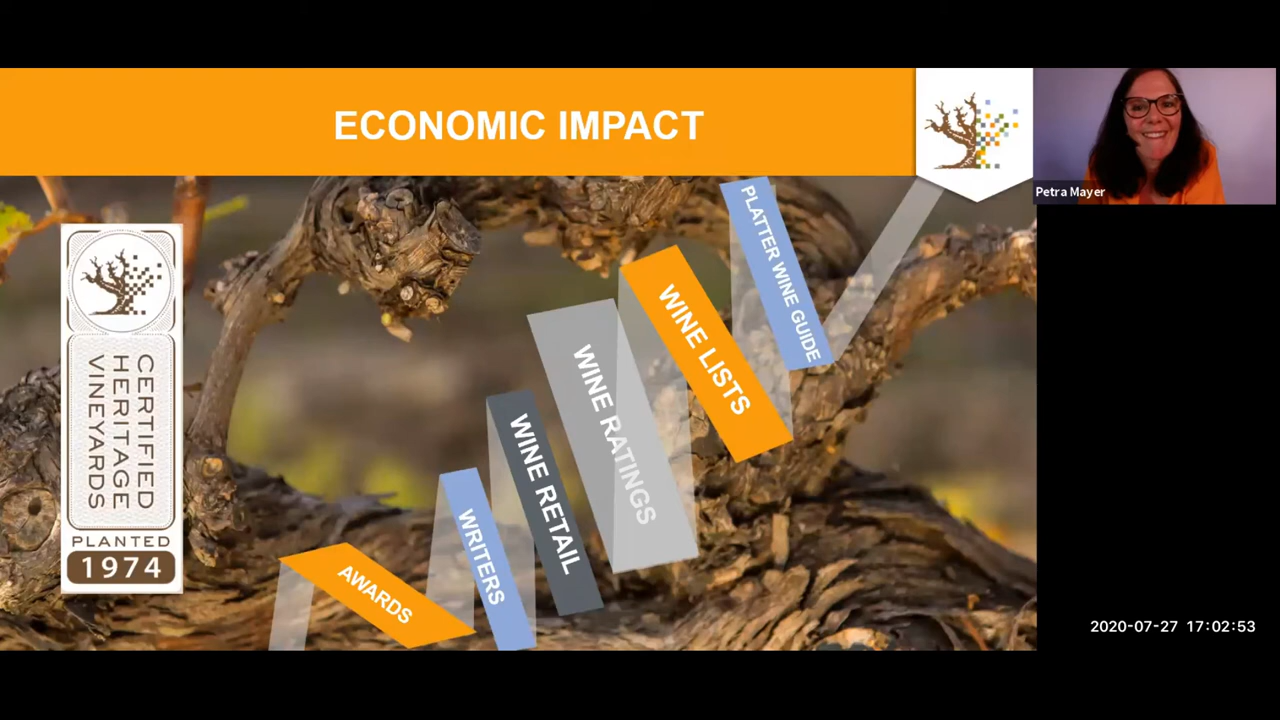 ECONOMIC IMPACT
Petra Mayer
PLATTER WINE GUIDE
WINE LISTS
WINE RATINGS
WINE RETAIL
WRITERS
AWARDS
CERTIFIED
HERITAGE
VINEYARDS
PLANTED
1974
2020-07-27 17:02:53